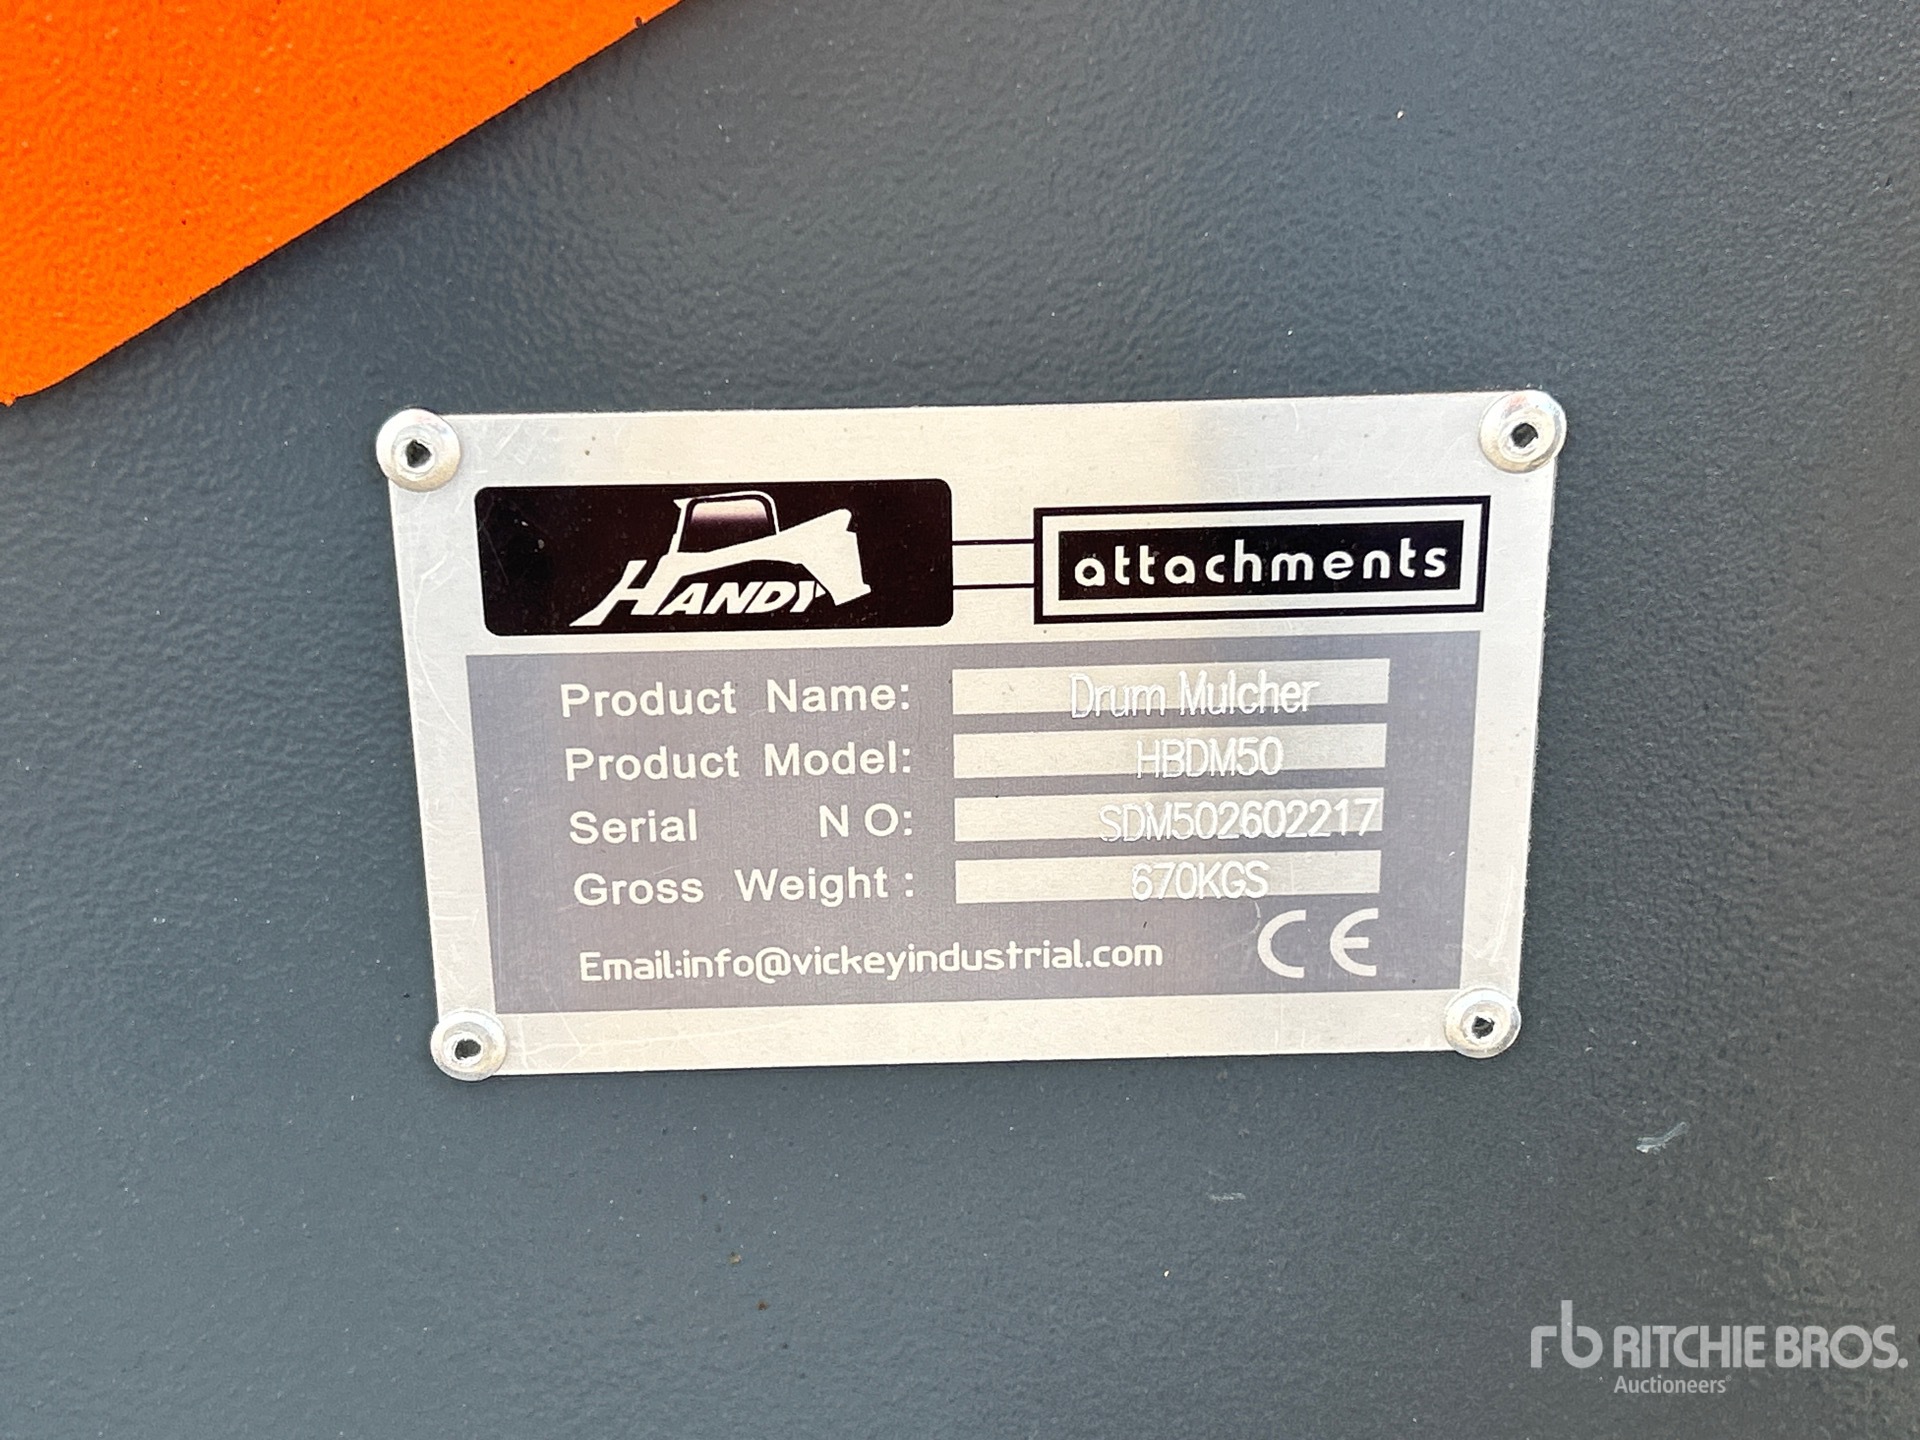 HANDY
attachments
Product Name: Drum Mulcher
Product Model: HBDM50
Serial NO: SDM502602217
Gross Weight: 670KGS
Email:info@vickeyindustrial.com CE
rb RITCHIE BROS.
Auctioneers